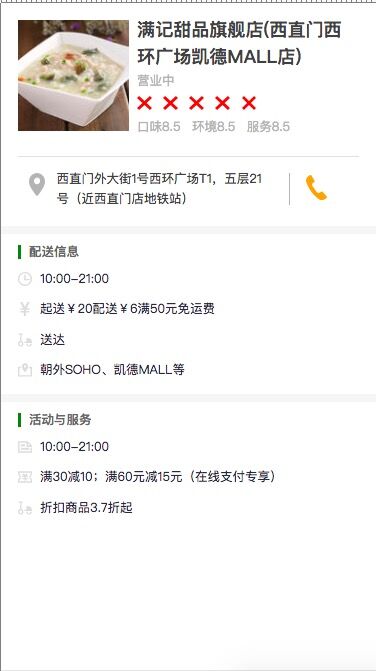 满记甜品旗舰店(西直门西
环广场凯德MALL店)
营业中
口味8.5 环境8.5 服务8.5
西直门外大街1号西环广场T1，五层21
号（近西直门店地铁站）
配送信息
10:00-21:00
起送￥20配送￥6满50元免运费
送达
朝外SOHO、凯德MALL等
活动与服务
10:00-21:00
满30减10；满60元减15元（在线支付专享）
折扣商品3.7折起